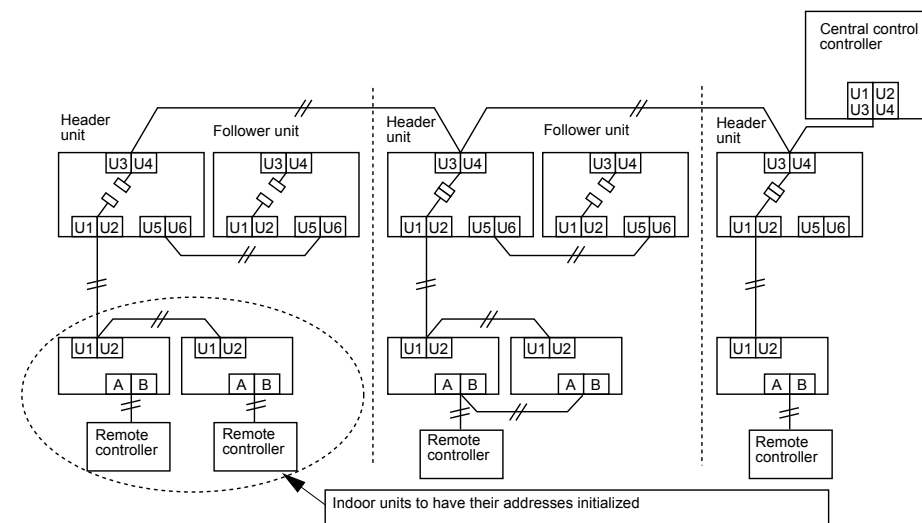 Central control
controller
U1 U2
U3 U4
Header
unit
Follower unit
Header
unit
Follower unit
Header
unit
U3 U4
U3 U4
U3 U4
U3 U4
U3 U4
U1 U2
U5 U6
U1 U2
U5 U6
U1 U2
U5 U6
U1 U2
U5 U6
U1 U2
U5 U6
U1 U2
U1 U2
U1 U2
U1 U2
U1 U2
A B
A B
A B
A B
A B
Remote
controller
Remote
controller
Remote
controller
Remote
controller
Indoor units to have their addresses initialized